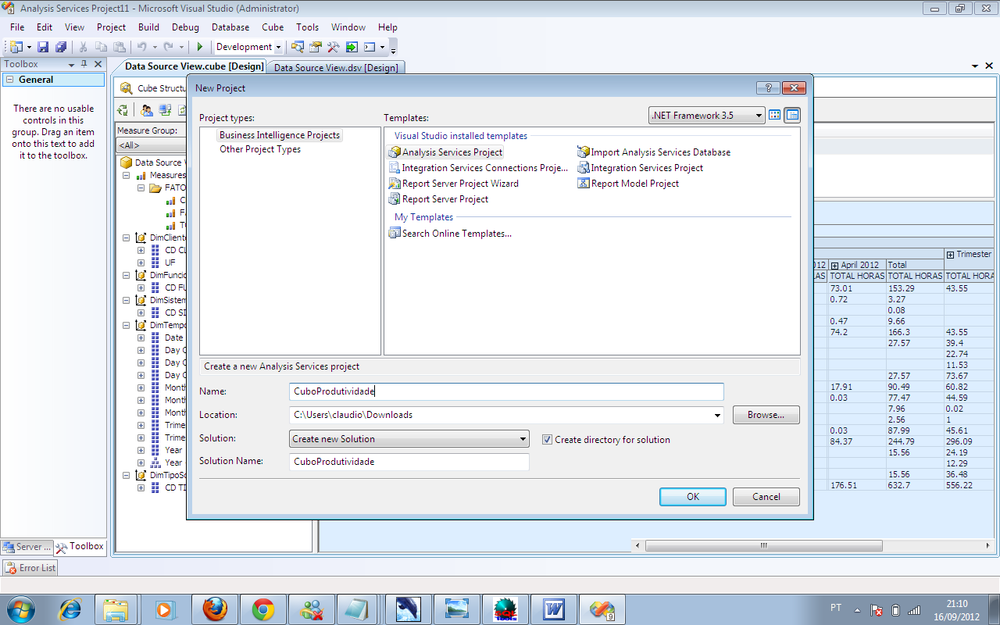 Analysis Services Project11 - Microsoft Visual Studio (Administrator)
File Edit View Project Build Debug Database Cube Tools Window Help
Development
Toolbox
General
There are no usable
controls in this
group. Drag an item
onto this text to add
it to the toolbox.
Server ...
Toolbox
Error List
Data Source View.cube [Design]
Data Source View.dsv [Design]
Cube Structu
Measure Group:
<All>
Data Source V
Measures
FATO
C
FA
DimCliente
CD CL
UF
DimFuncio
CD FU
DimSistem
CD SI
DimTempo
Date
Day O
Day O
Day O
Month
Month
Month
Trime
Trime
Year
Year
DimTipoSo
CD TI
New Project
Project types:
Business Intelligence Projects
Other Project Types
Templates:
.NET Framework 3.5
Visual Studio installed templates
Analysis Services Project
Import Analysis Services Database
Integration Services Connections Proje...
Integration Services Project
Report Server Project Wizard
Report Model Project
Report Server Project
My Templates
Search Online Templates...
Create a new Analysis Services project
Name: CuboProdutividade
Location: C:\Users\claudio\Downloads
Browse...
Solution: Create new Solution
Create directory for solution
Solution Name: CuboProdutividade
OK Cancel
Trimester
012 April 2012 Total
RAS TOTAL HORAS TOTAL HORAS TOTAL HORAS
73.01 153.29 43.55
0.72 3.27
0.08
0.47 9.66
74.2 166.3 43.55
27.57 39.4
22.74
11.53
27.57 73.67
17.91 90.49 60.82
0.03 77.47 44.59
7.96 0.02
2.56 1
0.03 87.99 45.61
84.37 244.79 296.09
15.56 24.19
12.29
15.56 36.48
176.51 632.7 556.22
PT
21:10
16/09/2012